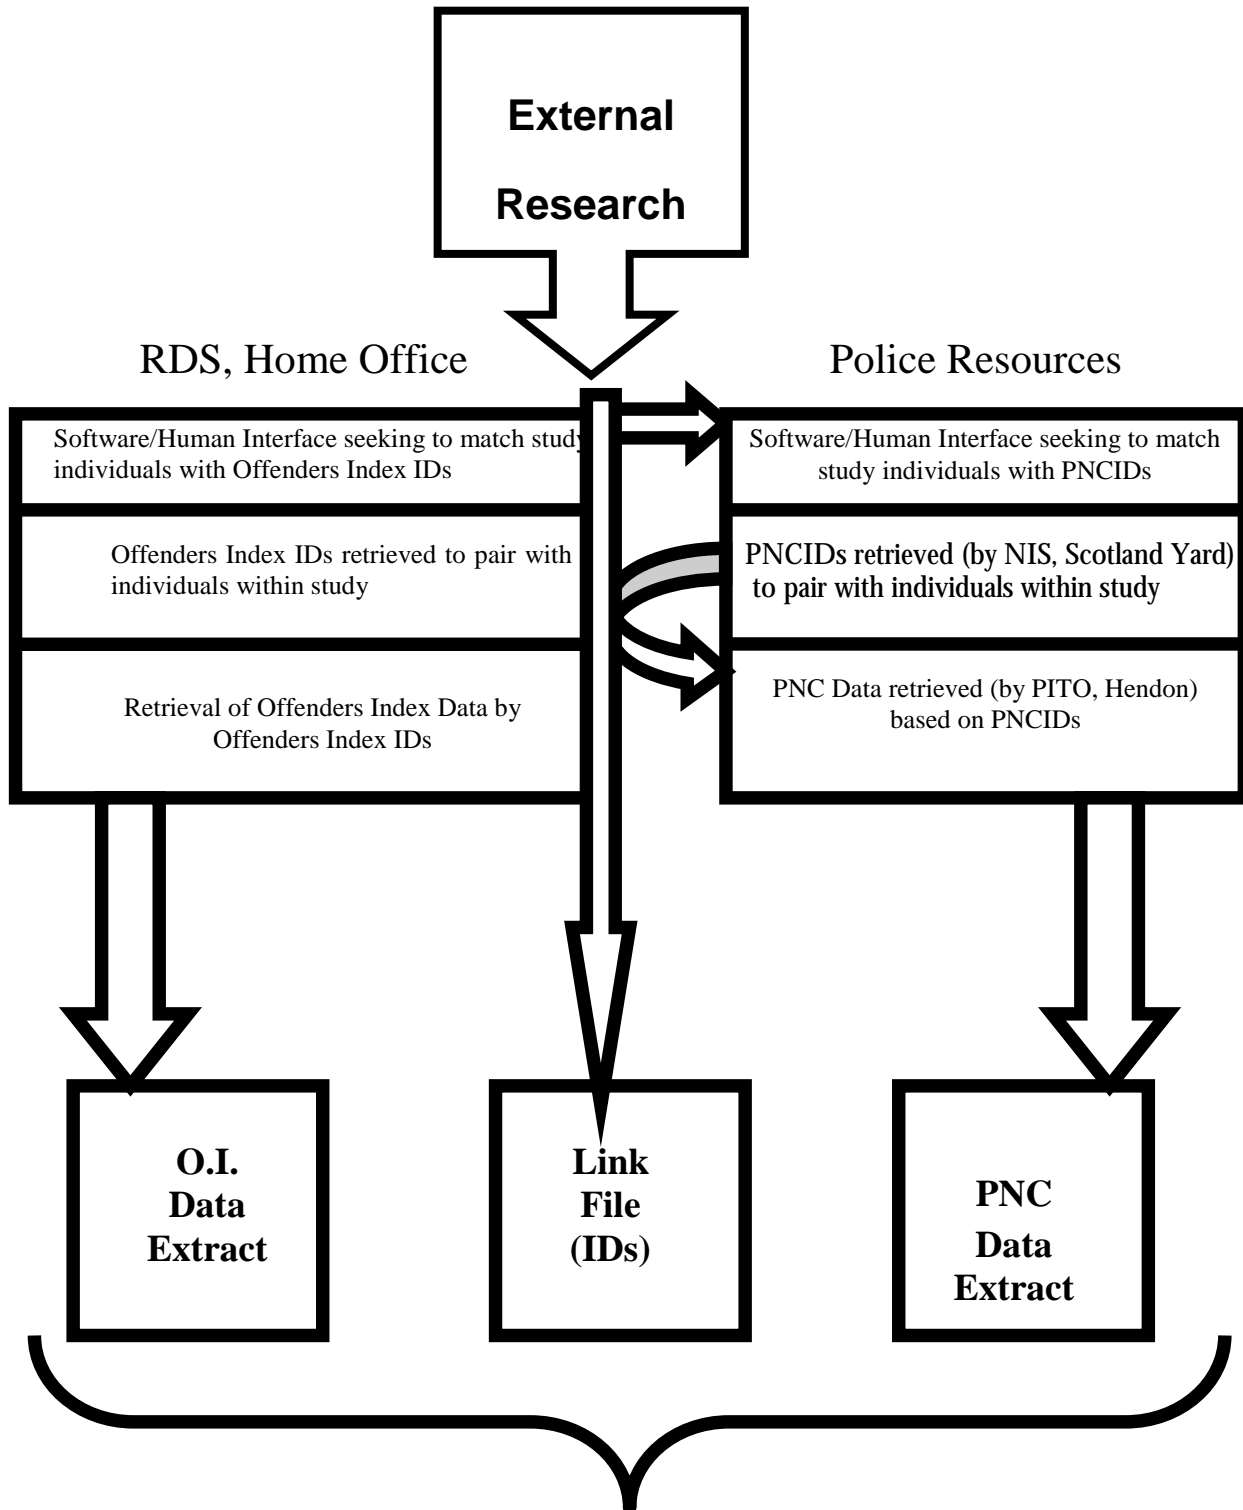 External
Research
RDS, Home Office
Police Resources
Software/Human Interface seeking to match study
individuals with Offenders Index IDs
Software/Human Interface seeking to match
study individuals with PNCIDs
Offenders Index IDs retrieved to pair with
individuals within study
PNCIDs retrieved (by NIS, Scotland Yard)
to pair with individuals within study
Retrieval of Offenders Index Data by
Offenders Index IDs
PNC Data retrieved (by PITO, Hendon)
based on PNCIDs
O.I.
Data
Extract
Link
File
(IDs)
PNC
Data
Extract